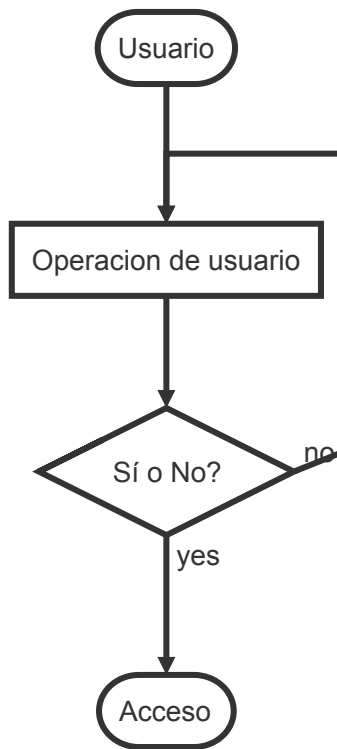 Usuario
Operacion de usuario
Sí o No?
no
yes
Acceso